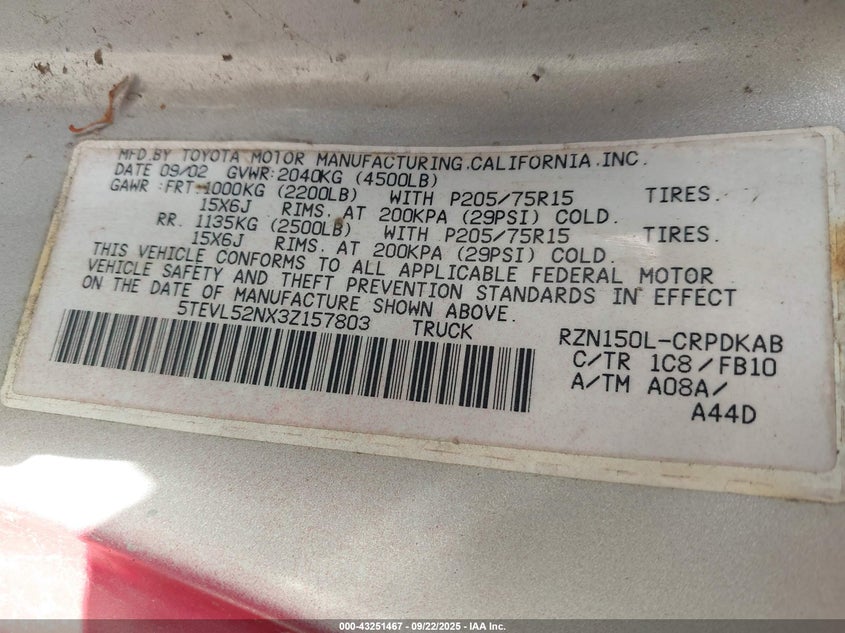 MFD.BY TOYOTA MOTOR MANUFACTURING.CALIFORNIA.INC.
DATE 09/02 GVWR:2040KG (4500LB)
GAWR :FRT-1000KG (2200LB) WITH P205/75R15 TIRES.
15X6J RIMS. AT 200KPA (29PSI) COLD.
RR. 1135KG (2500LB) WITH P205/75R15 TIRES.
15X6J RIMS. AT 200KPA (29PSI) COLD.
THIS VEHICLE CONFORMS TO ALL APPLICABLE FEDERAL MOTOR
VEHICLE SAFETY AND THEFT PREVENTION STANDARDS IN EFFECT
ON THE DATE OF MANUFACTURE SHOWN ABOVE.
5TEVL52NX3Z157803 TRUCK
RZN150L-CRPDKAB
C/TR 1C8/FB10
A/TM A08A/
A44D
000-43251467 - 09/22/2025 - IAA Inc.